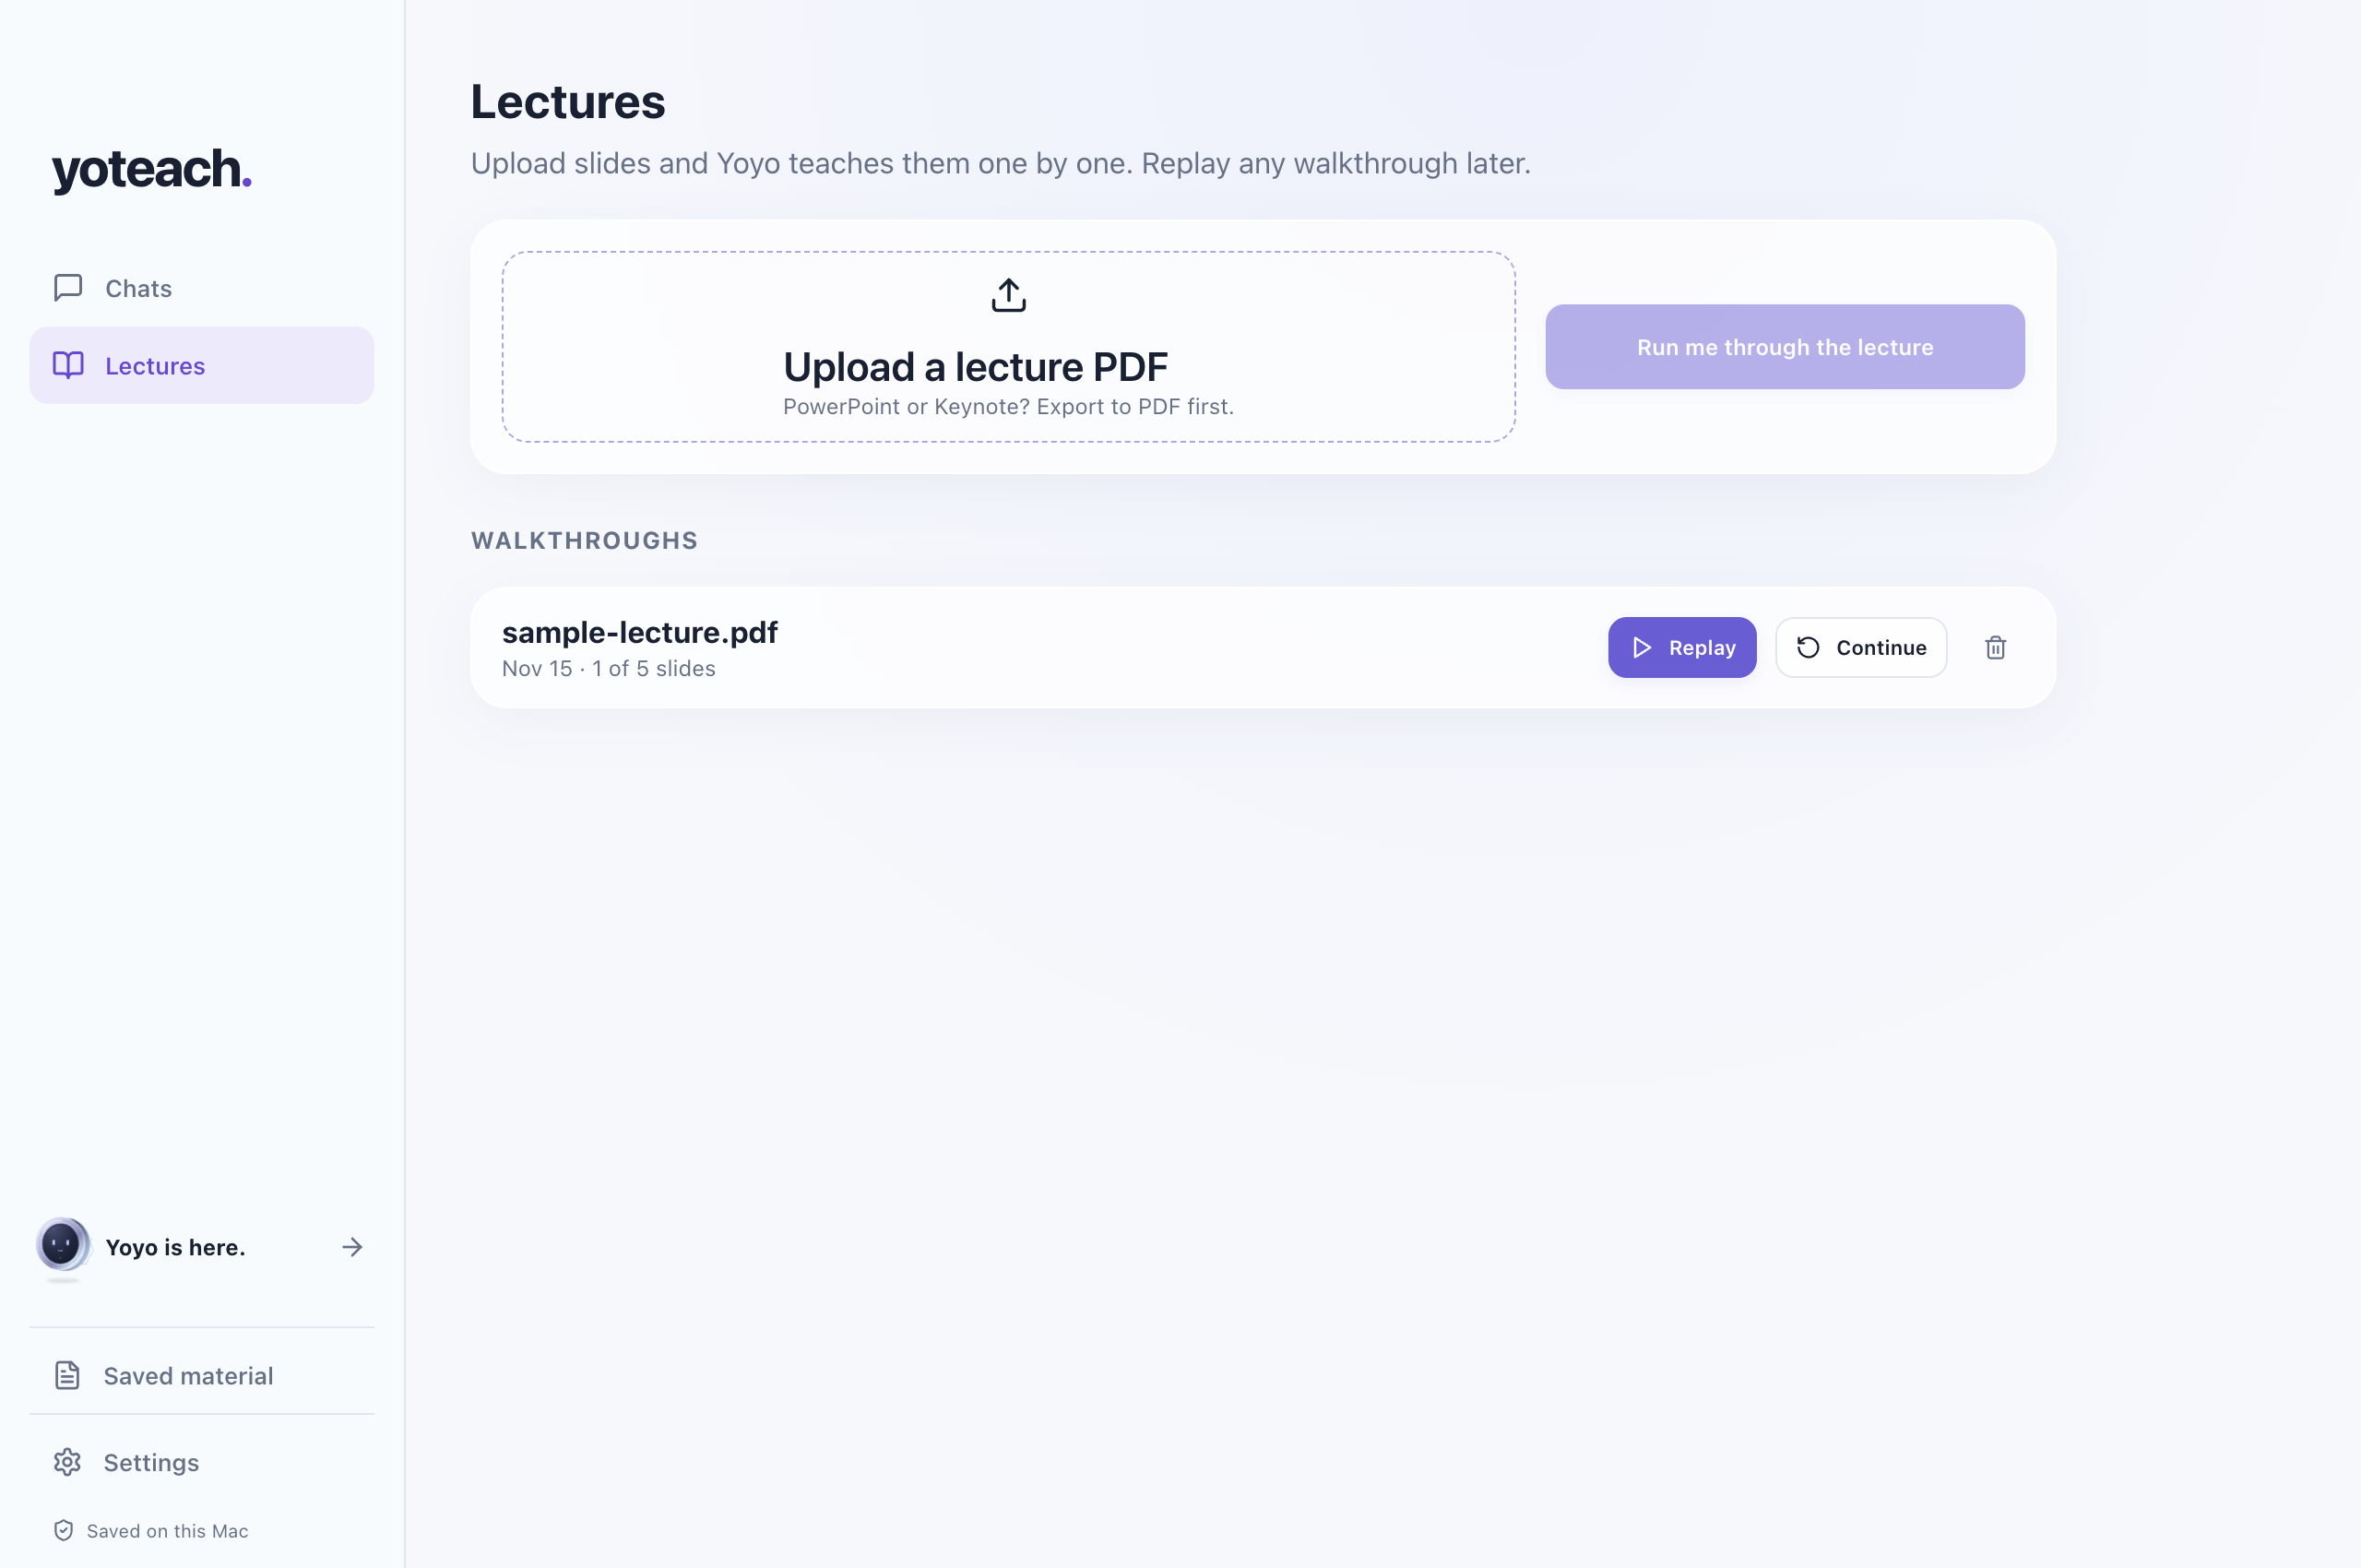 yoteach.
Chats
Lectures
Yoyo is here.
Saved material
Settings
Saved on this Mac
Lectures
Upload slides and Yoyo teaches them one by one. Replay any walkthrough later.
Upload a lecture PDF
PowerPoint or Keynote? Export to PDF first.
Run me through the lecture
WALKTHROUGHS
sample-lecture.pdf
Nov 15 · 1 of 5 slides
Replay
Continue